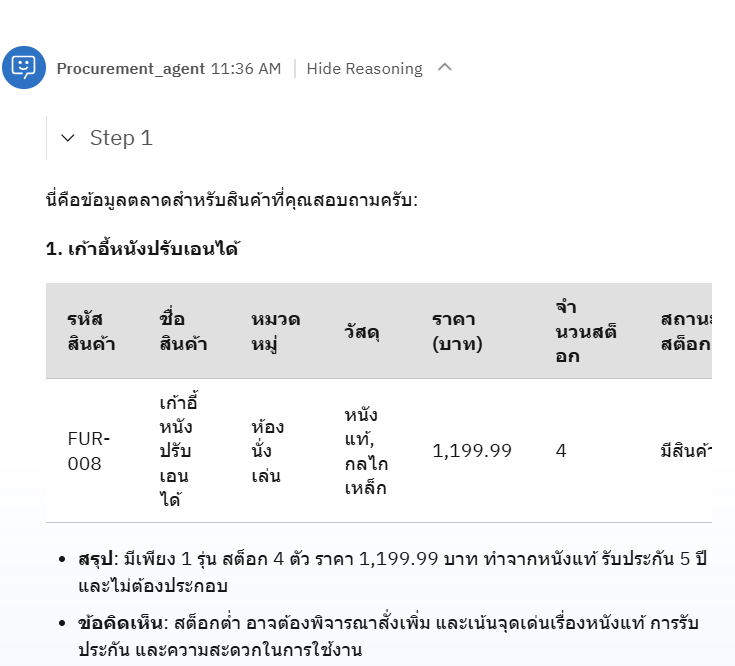 Procurement_agent 11:36 AM Hide Reasoning
Step 1
นี่คือข้อมูลตลาดสำหรับสินค้าที่คุณสอบถามครับ:
1. เก้าอี้หนังปรับเอนได้
รหัส
สินค้า
ชื่อ
สินค้า
หมวด
หมู่
วัสดุ
ราคา
(บาท)
จำ
นวนสต็
อก
สถานะ
สต็อก
FUR-
008
เก้าอี้
หนัง
ปรับ
เอน
ได้
ห้อง
นั่ง
เล่น
หนัง
แท้,
กลไก
เหล็ก
1,199.99
4
มีสินค้า
สรุป: มีเพียง 1 รุ่น สต็อก 4 ตัว ราคา 1,199.99 บาท ทำจากหนังแท้ รับประกัน 5 ปี
และไม่ต้องประกอบ
ข้อคิดเห็น: สต็อกต่ำ อาจต้องพิจารณาสั่งเพิ่ม และเน้นจุดเด่นเรื่องหนังแท้ การรับ
ประกัน และความสะดวกในการใช้งาน